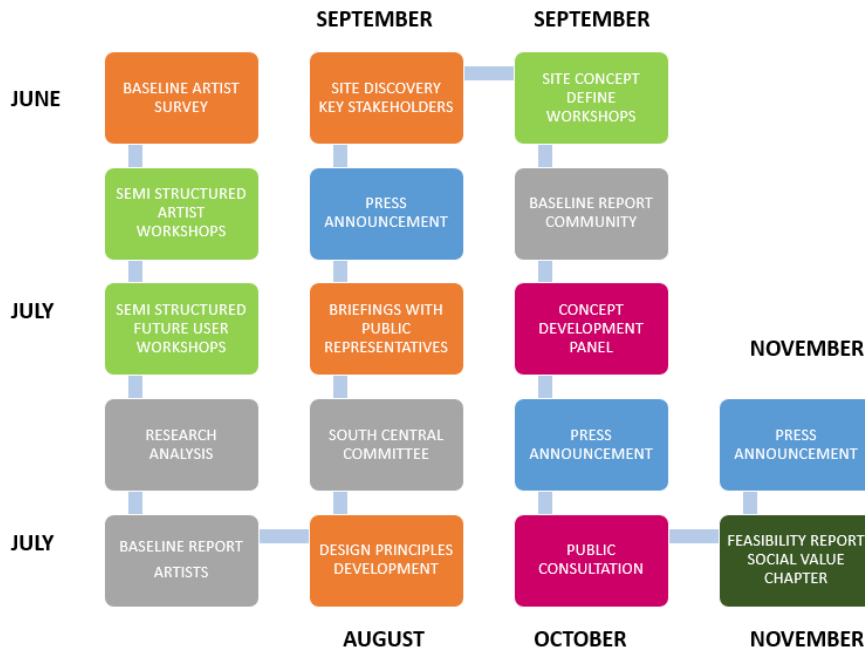 SEPTEMBER
SEPTEMBER
JUNE
BASELINE ARTIST
SURVEY
SITE DISCOVERY
KEY STAKEHOLDERS
SITE CONCEPT
DEFINE
WORKSHOPS
SEMI STRUCTURED
ARTIST
WORKSHOPS
PRESS
ANNOUNCEMENT
BASELINE REPORT
COMMUNITY
JULY
SEMI STRUCTURED
FUTURE USER
WORKSHOPS
BRIEFINGS WITH
PUBLIC
REPRESENTATIVES
CONCEPT
DEVELOPMENT
PANEL
NOVEMBER
RESEARCH
ANALYSIS
SOUTH CENTRAL
COMMITTEE
PRESS
ANNOUNCEMENT
PRESS
ANNOUNCEMENT
JULY
BASELINE REPORT
ARTISTS
DESIGN PRINCIPLES
DEVELOPMENT
PUBLIC
CONSULTATION
FEASIBILITY REPORT
SOCIAL VALUE
CHAPTER
AUGUST
OCTOBER
NOVEMBER